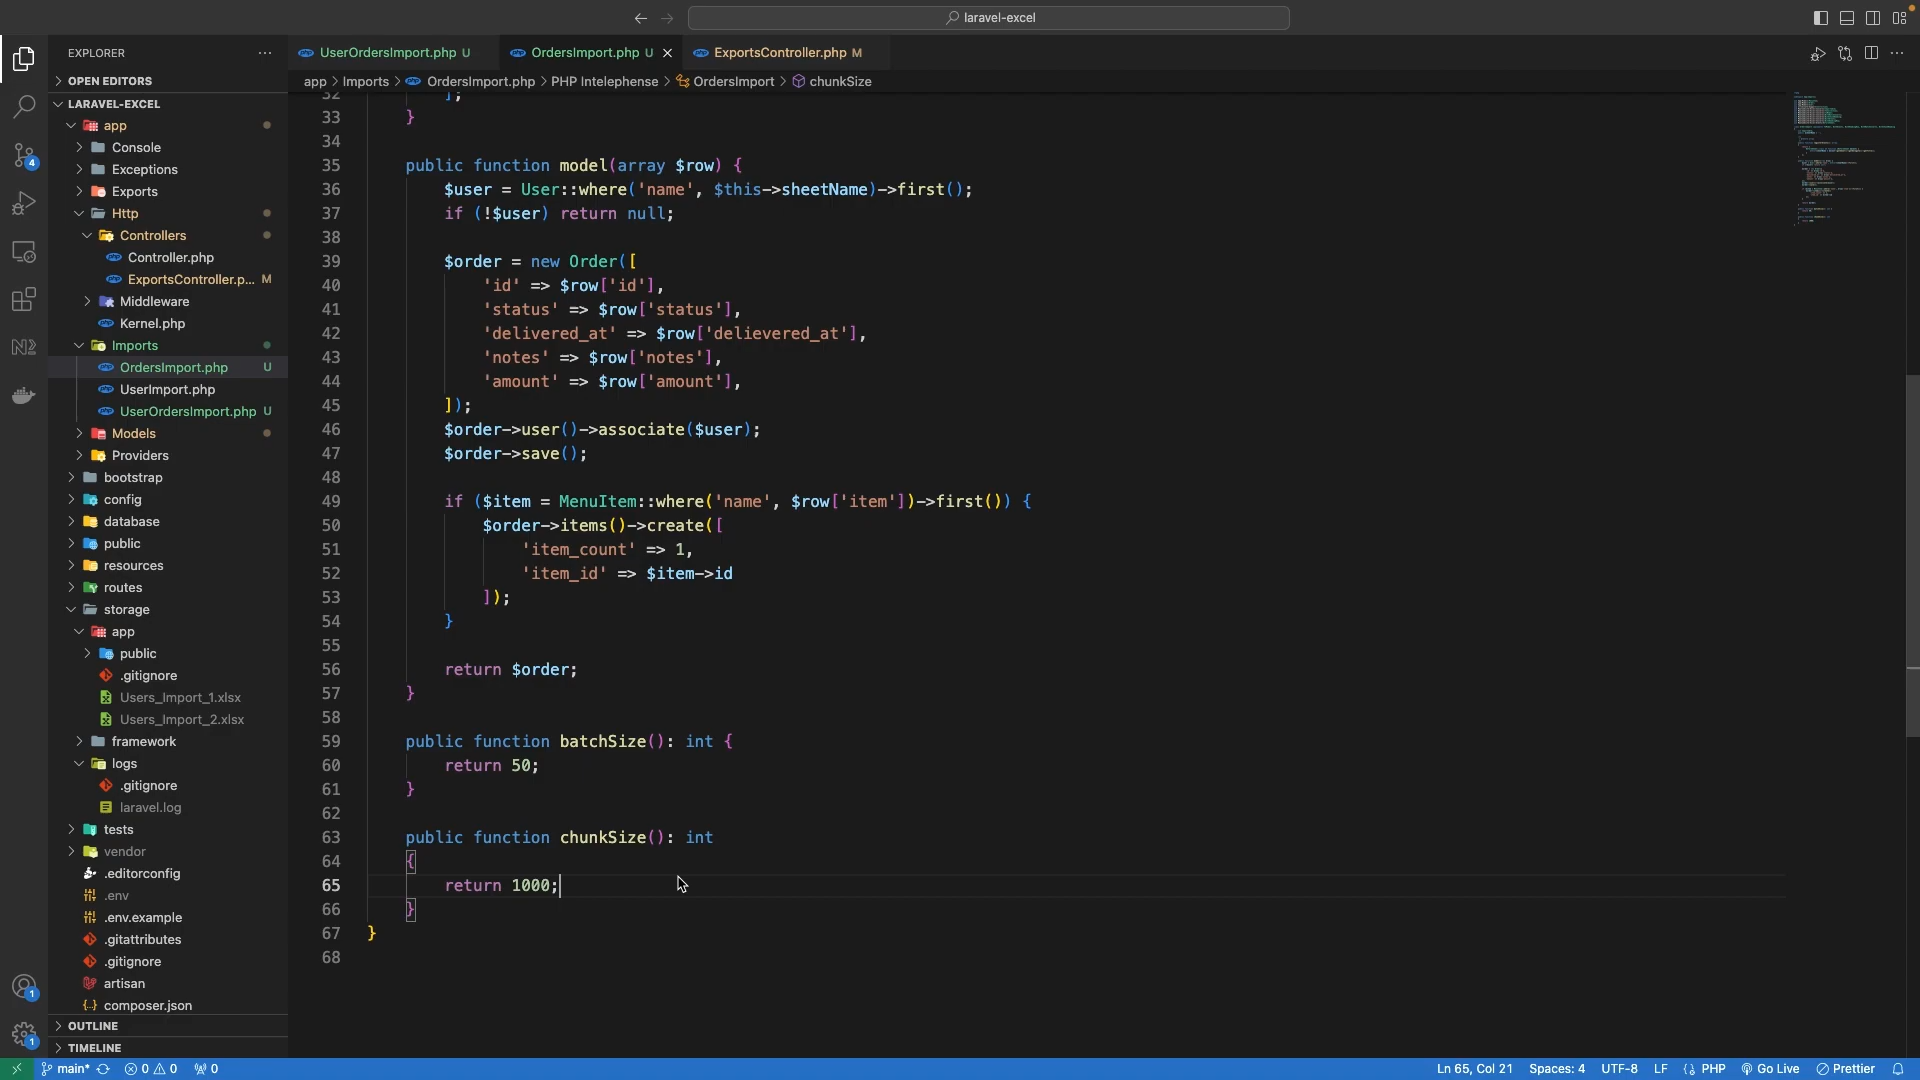 laravel-excel
EXPLORER
UserOrdersImport.php U
OrdersImport.php U
ExportsController.php M
OPEN EDITORS
app > Imports > OrdersImport.php > PHP Intelephense > OrdersImport > chunkSize
LARAVEL-EXCEL
app
Console
Exceptions
Exports
Http
Controllers
Controller.php
ExportsController.p... M
Middleware
Kernel.php
Imports
OrdersImport.php U
UserImport.php
UserOrdersImport.php U
Models
Providers
bootstrap
config
database
public
resources
routes
storage
app
public
.gitignore
Users_Import_1.xlsx
Users_Import_2.xlsx
framework
logs
.gitignore
laravel.log
tests
vendor
.editorconfig
.env
.env.example
.gitattributes
.gitignore
artisan
composer.json
OUTLINE
TIMELINE
4
1
1
32 ];
33 }
34
35 public function model(array $row) {
36 $user = User::where('name', $this->sheetName)->first();
37 if (!$user) return null;
38
39 $order = new Order([
40 'id' => $row['id'],
41 'status' => $row['status'],
42 'delivered_at' => $row['delievered_at'],
43 'notes' => $row['notes'],
44 'amount' => $row['amount'],
45 ]);
46 $order->user()->associate($user);
47 $order->save();
48
49 if ($item = MenuItem::where('name', $row['item'])->first()) {
50 $order->items()->create([
51 'item_count' => 1,
52 'item_id' => $item->id
53 ]);
54 }
55
56 return $order;
57 }
58
59 public function batchSize(): int {
60 return 50;
61 }
62
63 public function chunkSize(): int
64 {
65 return 1000;
66 }
67 }
68
main* 0 0 0
Ln 65, Col 21 Spaces: 4 UTF-8 LF PHP Go Live Prettier